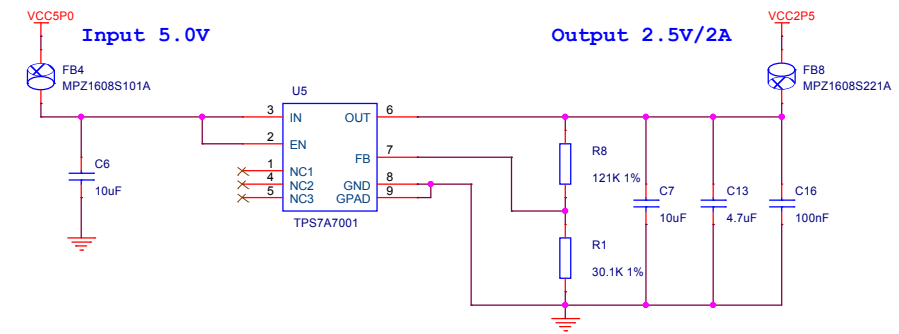 VCC5P0
VCC2P5
Input 5.0V
Output 2.5V/2A
FB4
MPZ1608S101A
FB8
MPZ1608S221A
U5
3
IN
OUT
6
2
EN
FB
7
1
NC1
4
NC2
5
NC3
GND
8
GPAD
9
TPS7A7001
C6
10uF
R8
121K 1%
R1
30.1K 1%
C7
10uF
C13
4.7uF
C16
100nF